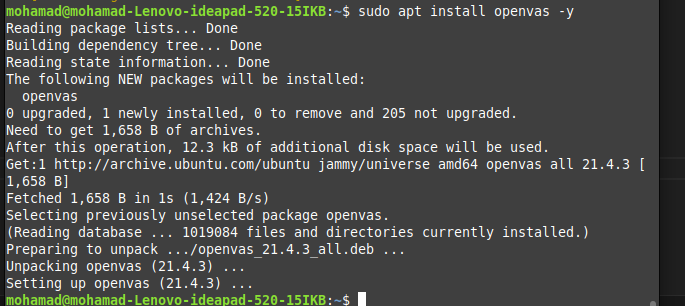 mohamad@mohamad-Lenovo-ideapad-520-15IKB:~$ sudo apt install openvas -y
Reading package lists... Done
Building dependency tree... Done
Reading state information... Done
The following NEW packages will be installed:
  openvas
0 upgraded, 1 newly installed, 0 to remove and 205 not upgraded.
Need to get 1,658 B of archives.
After this operation, 12.3 kB of additional disk space will be used.
Get:1 http://archive.ubuntu.com/ubuntu jammy/universe amd64 openvas all 21.4.3 [
1,658 B]
Fetched 1,658 B in 1s (1,424 B/s)
Selecting previously unselected package openvas.
(Reading database ... 1019084 files and directories currently installed.)
Preparing to unpack .../openvas_21.4.3_all.deb ...
Unpacking openvas (21.4.3) ...
Setting up openvas (21.4.3) ...
mohamad@mohamad-Lenovo-ideapad-520-15IKB:~$